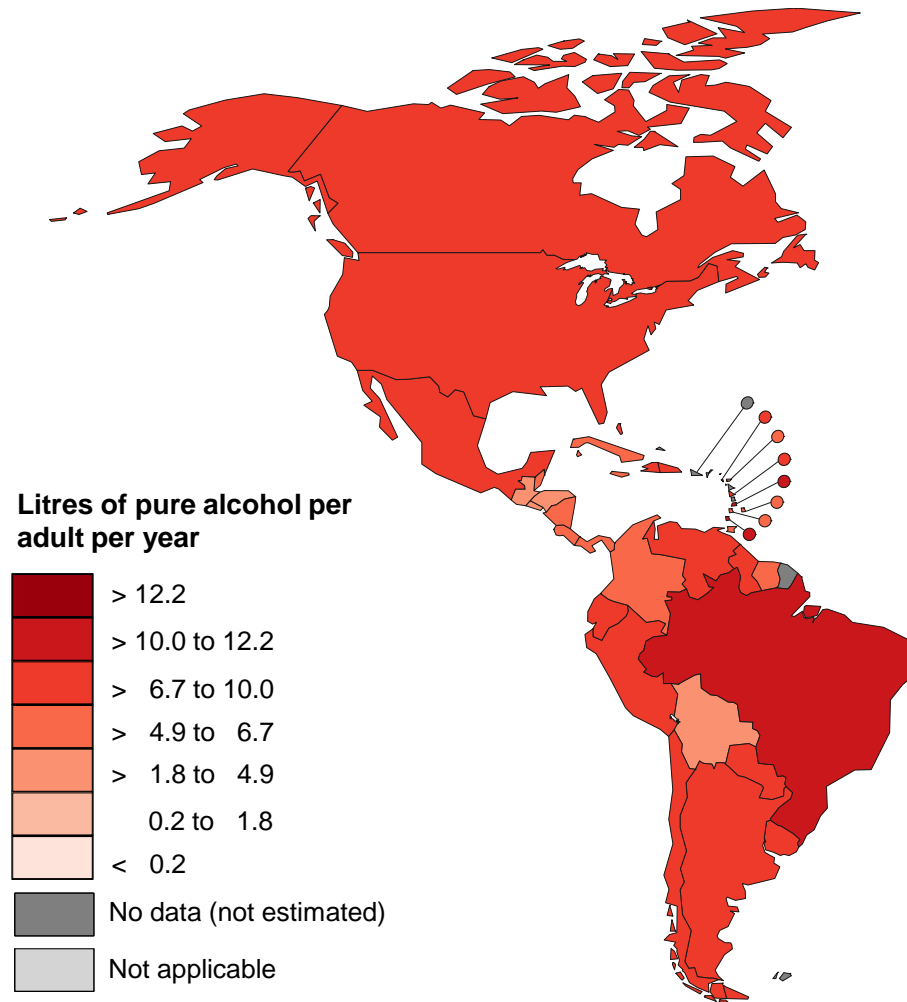 Litres of pure alcohol per
adult per year
> 12.2
> 10.0 to 12.2
> 6.7 to 10.0
> 4.9 to 6.7
> 1.8 to 4.9
0.2 to 1.8
< 0.2
No data (not estimated)
Not applicable